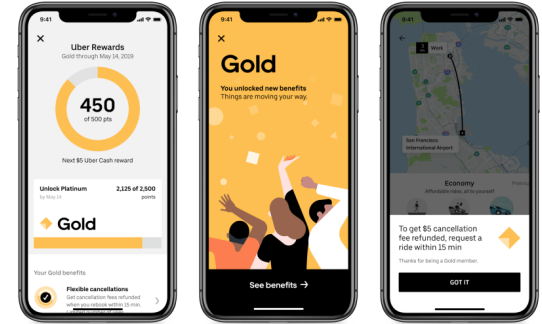 9:41
Uber Rewards
Gold through May 14, 2019
450
of 500 pts
Next $5 Uber Cash reward
Unlock Platinum
2,125 of 2,500
by May 14
points
Gold
Your Gold benefits
Flexible cancellations
Get cancellation fees refunded
when you rebook within 15 min.
9:41
Gold
You unlocked new benefits
Things are moving your way.
See benefits →
9:41
Work
San Francisco
International Airport
Economy
Affordable rides, all to yourself
To get $5 cancellation
fee refunded, request a
ride within 15 min
Thanks for being a Gold member.
GOT IT